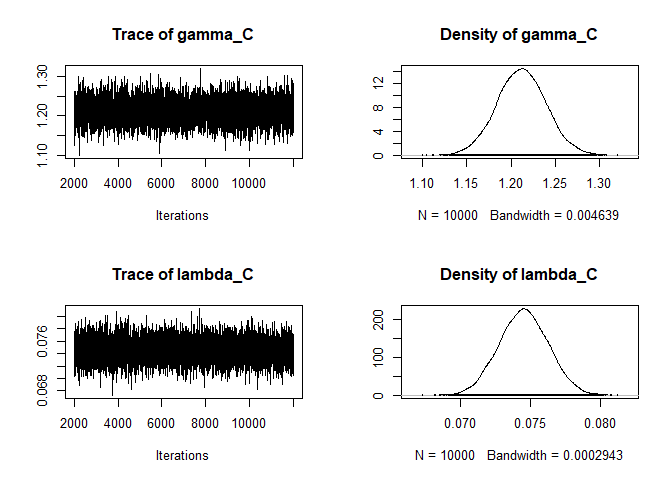 Trace of gamma_C
1.10 1.20 1.30
2000 4000 6000 8000 10000
Iterations
Density of gamma_C
0 4 8 12
1.10 1.15 1.20 1.25 1.30
N = 10000 Bandwidth = 0.004639
Trace of lambda_C
0.068 0.076
2000 4000 6000 8000 10000
Iterations
Density of lambda_C
0 100 200
0.070 0.075 0.080
N = 10000 Bandwidth = 0.0002943